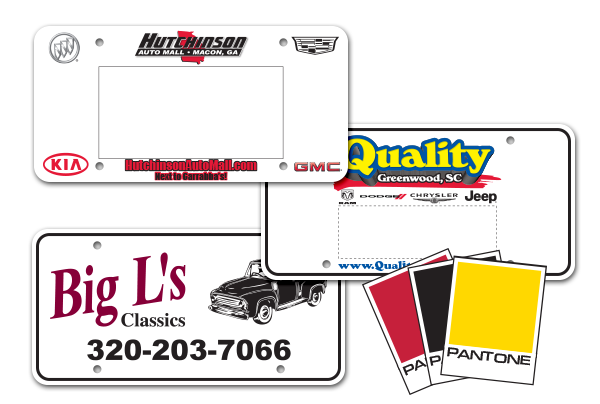 HUTCHINSON
AUTO MALL • MACON, GA
KIA
HutchinsonAutoMall.com
Next to Carrabba's!
GMC
Quality
Greenwood, SC
RAM
DODGE
CHRYSLER
Jeep
www.Quali
Big L's
Classics
320-203-7066
PA
PA
PANTONE